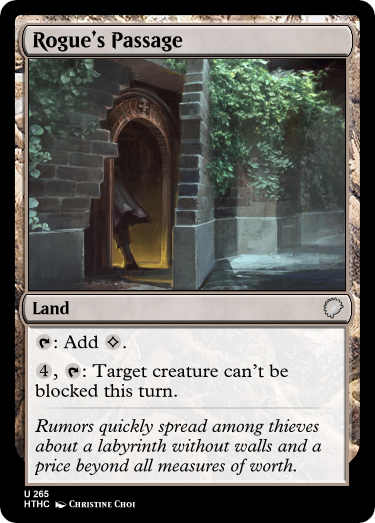 Rogue's Passage
Land
: Add .
4, : Target creature can't be
blocked this turn.
Rumors quickly spread among thieves
about a labyrinth without walls and a
price beyond all measures of worth.
U 265
HTHC Christine Choi